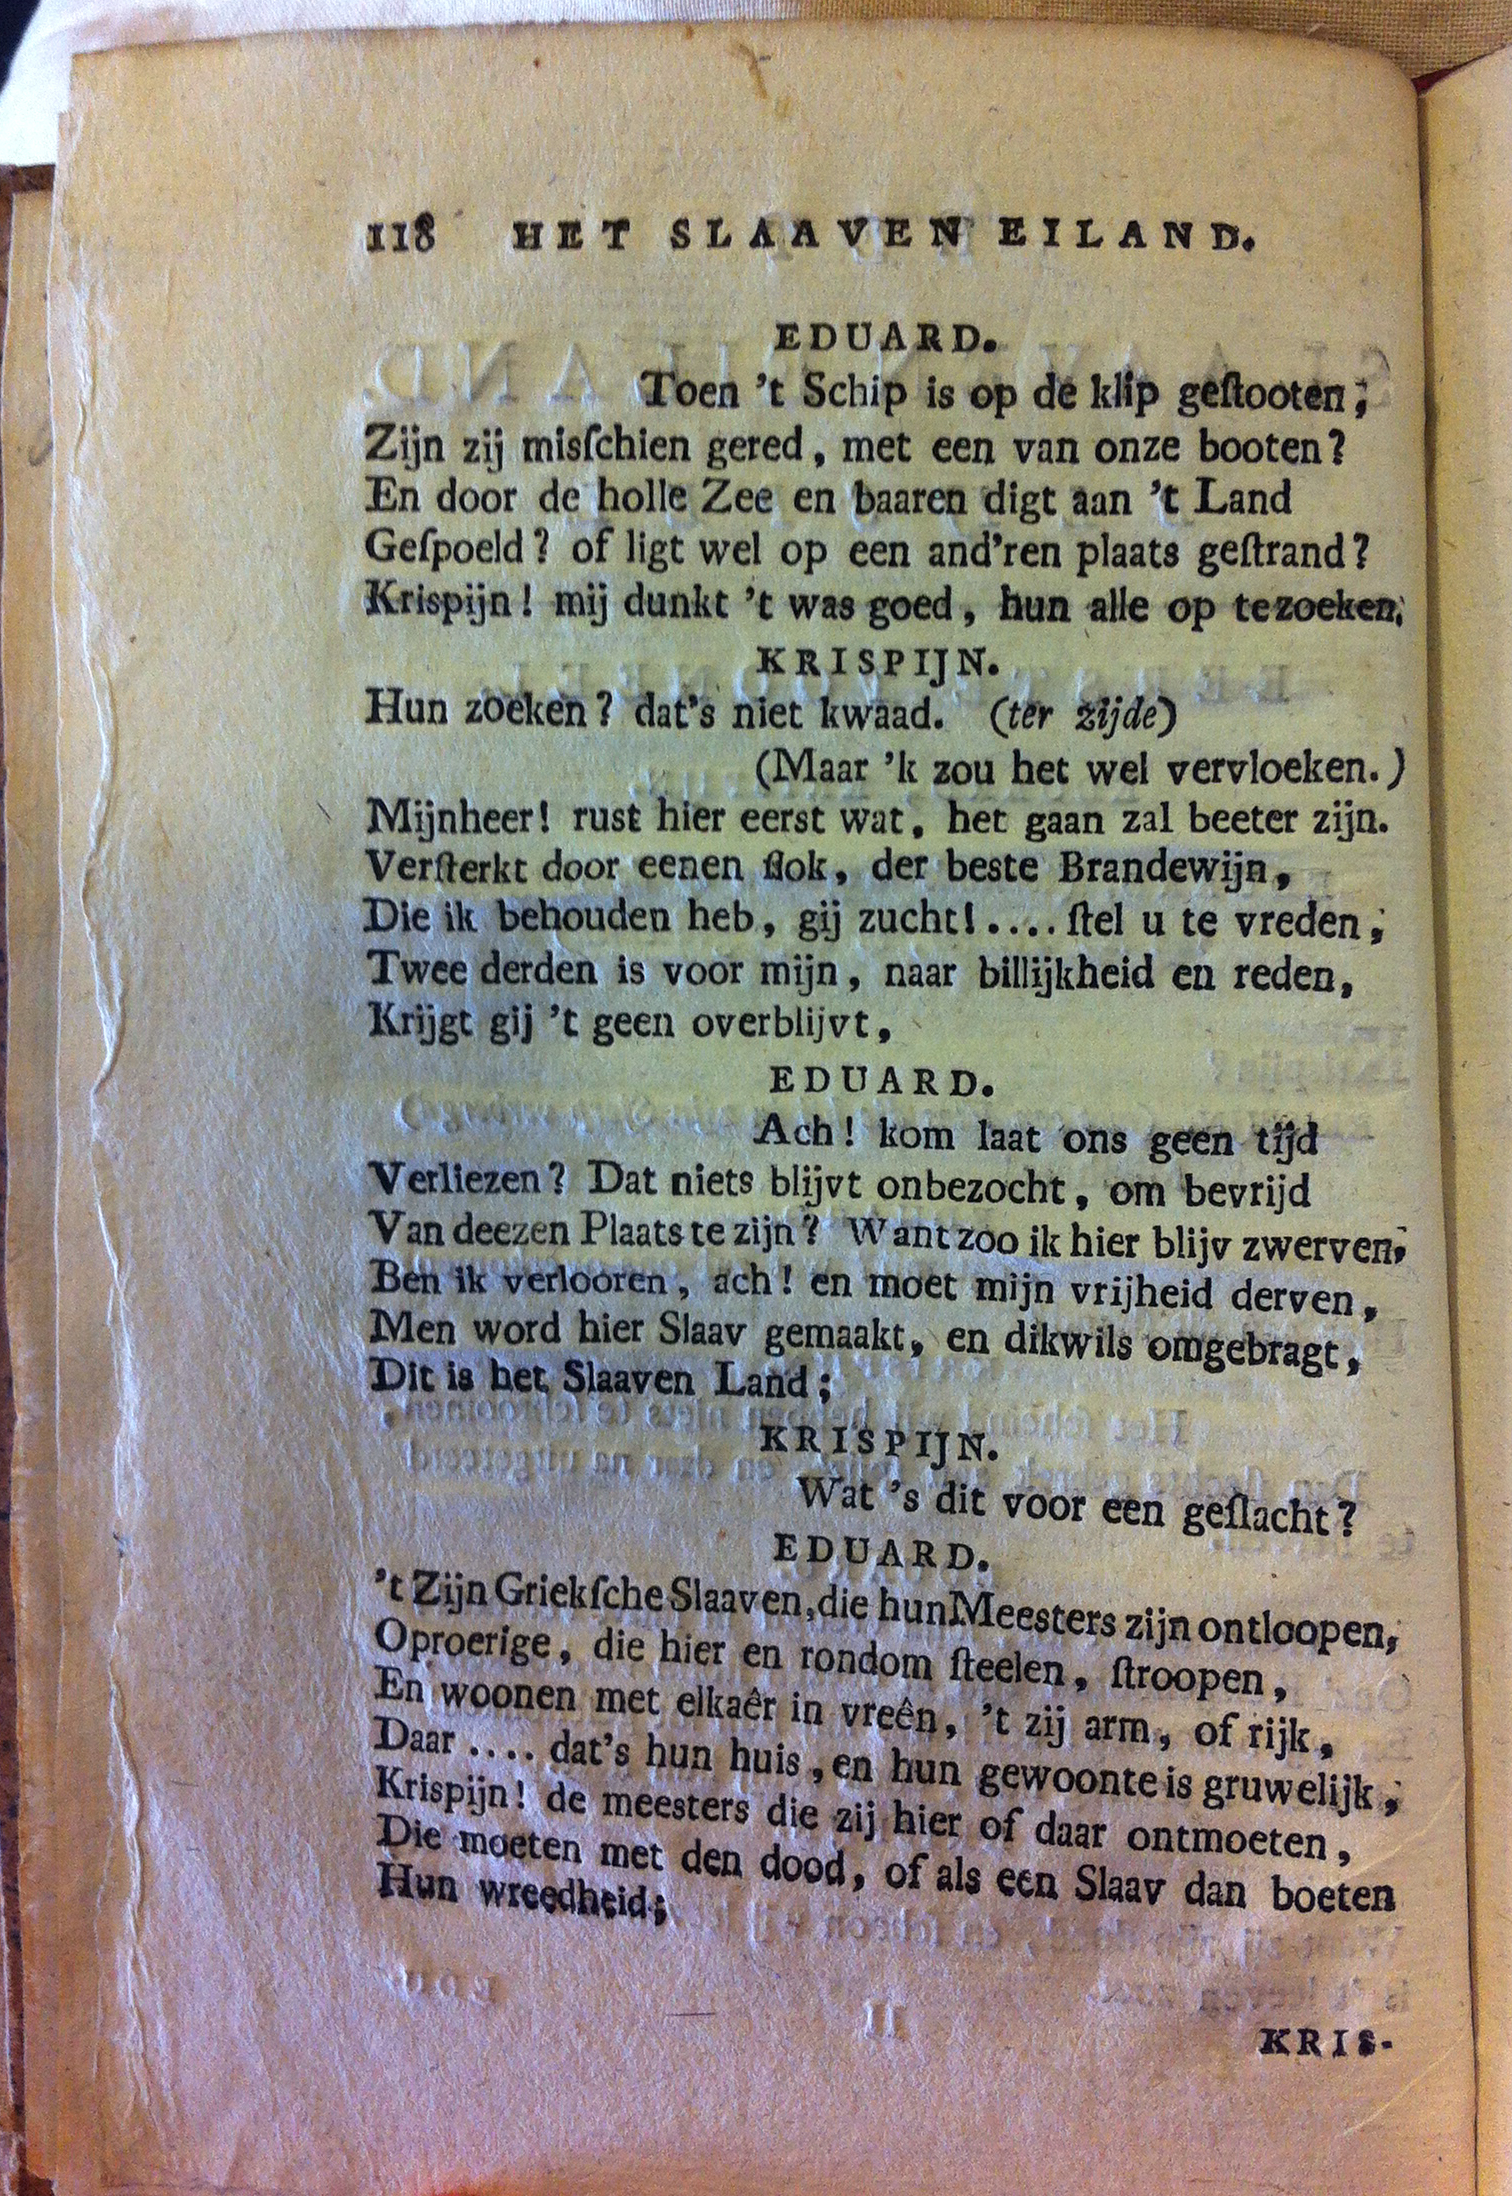 118 HET SLAAVEN EILAND.
EDUARD.
Toen 't Schip is op de klip geſtooten;
Zijn zij misſchien gered, met een van onze booten?
En door de holle Zee en baaren digt aan 't Land
Geſpoeld? of ligt wel op een and'ren plaats geſtrand?
Krispijn! mij dunkt 't was goed, hun alle op te zoeken.
KRISPIJN.
Hun zoeken? dat's niet kwaad. (ter zijde)
(Maar 'k zou het wel vervloeken.)
Mijnheer! rust hier eerst wat, het gaan zal beeter zijn.
Verſterkt door eenen ſlok, der beste Brandewijn,
Die ik behouden heb, gij zucht!.... ſtel u te vreden;
Twee derden is voor mijn, naar billijkheid en reden,
Krijgt gij 't geen overblijvt,
EDUARD.
Ach! kom laat ons geen tijd
Verliezen? Dat niets blijvt onbezocht, om bevrijd
Van deezen Plaats te zijn? Want zoo ik hier blijv zwerven;
Ben ik verlooren, ach! en moet mijn vrijheid derven,
Men word hier Slaav gemaakt, en dikwils omgebragt,
Dit is het Slaaven Land;
KRISPIJN.
Wat 's dit voor een geſlacht?
EDUARD.
't Zijn Griekſche Slaaven, die hun Meesters zijn ontloopen,
Oproerige, die hier en rondom ſteelen, ſtroopen,
En woonen met elkaêr in vreên, 't zij arm, of rijk,
Daar .... dat's hun huis, en hun gewoonte is gruwelijk;
Krispijn! de meesters die zij hier of daar ontmoeten,
Die moeten met den dood, of als een Slaav dan boeten
Hun wreedheid;
KRIS-